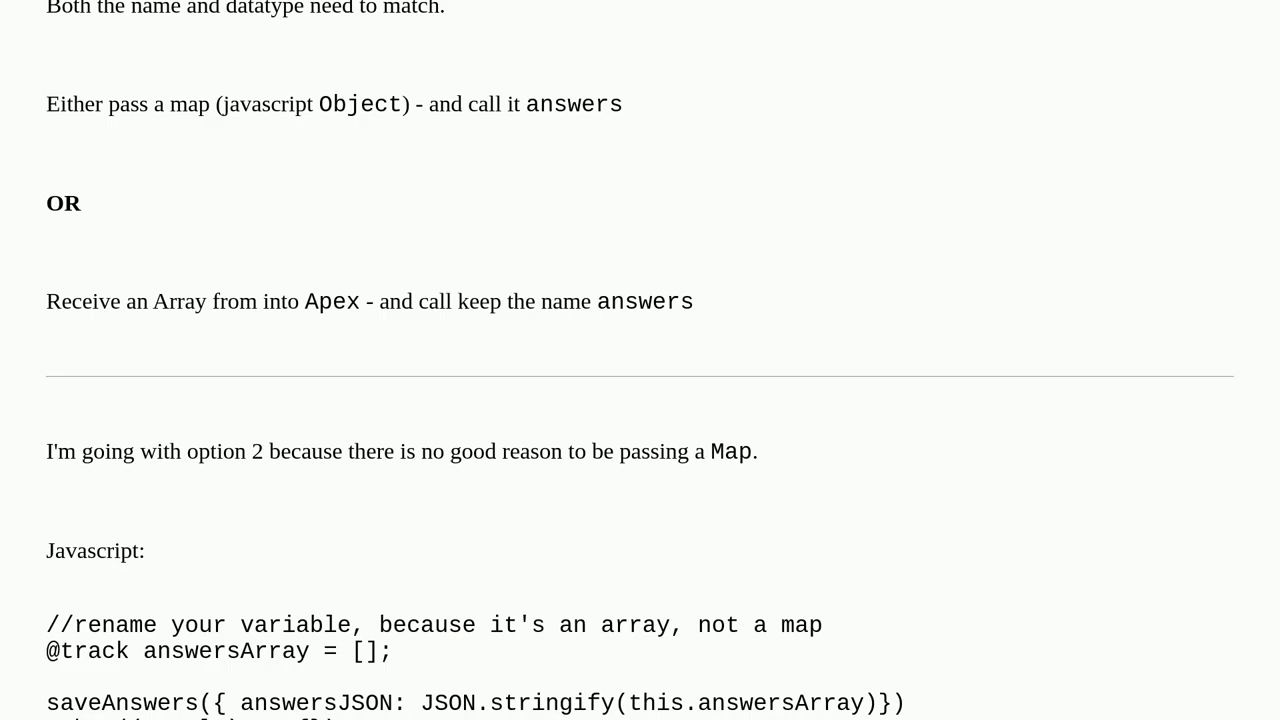 Both the name and datatype need to match.
Either pass a map (javascript Object) - and call it answers
OR
Receive an Array from into Apex - and call keep the name answers
I'm going with option 2 because there is no good reason to be passing a Map.
Javascript:
//rename your variable, because it's an array, not a map
@track answersArray = [];
saveAnswers({ answersJSON: JSON.stringify(this.answersArray)})